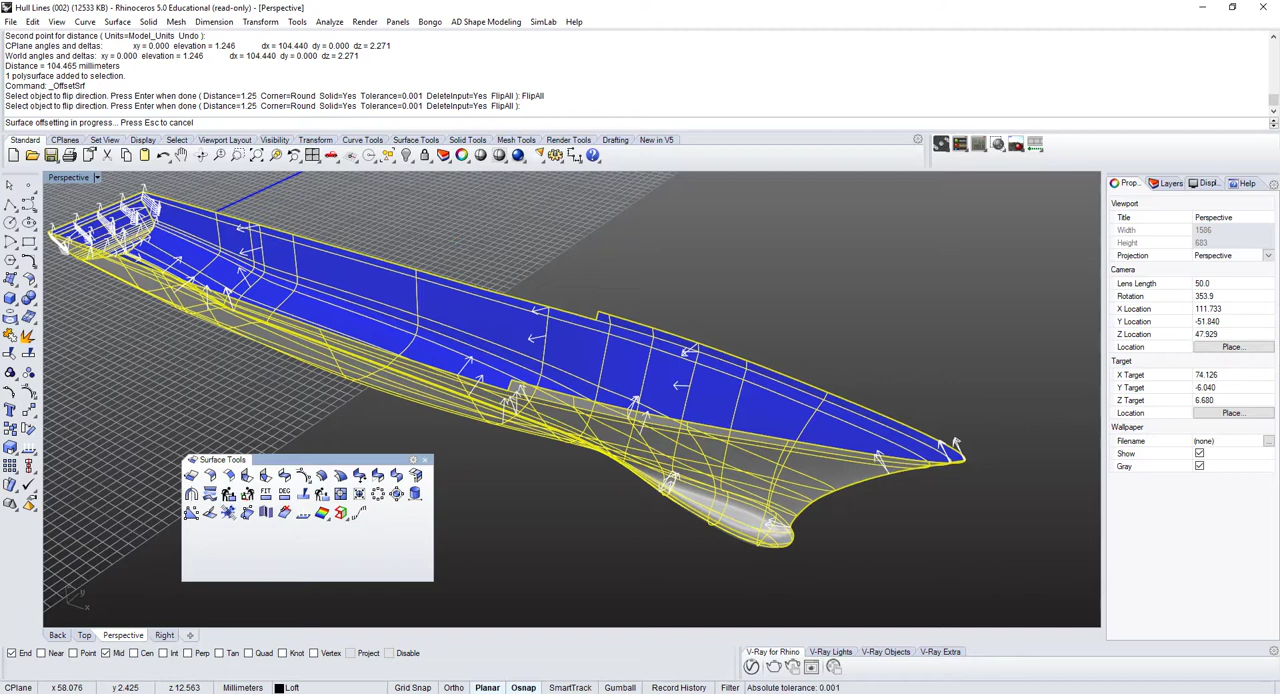 Hull Lines (002) (12533 KB) - Rhinoceros 5.0 Educational (read-only) - [Perspective]
File Edit View Curve Surface Solid Mesh Dimension Transform Tools Analyze Render Panels Bongo AD Shape Modeling SimLab Help
Second point for distance ( Units=Model_Units Undo ):
CPlane angles and deltas: xy = 0.000 elevation = 1.246 dx = 104.440 dy = 0.000 dz = 2.271
World angles and deltas: xy = 0.000 elevation = 1.246 dx = 104.440 dy = 0.000 dz = 2.271
Distance = 104.465 millimeters
1 polysurface added to selection.
Command: _OffsetSrf
Select object to flip direction. Press Enter when done ( Distance=1.25 Corner=Round Solid=Yes Tolerance=0.001 DeleteInput=Yes FlipAll ): FlipAll
Select object to flip direction. Press Enter when done ( Distance=1.25 Corner=Round Solid=Yes Tolerance=0.001 DeleteInput=Yes FlipAll ):
Surface offsetting in progress... Press Esc to cancel
Standard CPlanes Set View Display Select Viewport Layout Visibility Transform Curve Tools Surface Tools Solid Tools Mesh Tools Render Tools Drafting New in V5
Perspective
Prop... Layers Displ... Help
Viewport
Title Perspective
Width 1586
Height 683
Projection Perspective
Camera
Lens Length 50.0
Rotation 353.9
X Location 111.733
Y Location -51.840
Z Location 47.929
Location Place...
Target
X Target 74.126
Y Target -6.040
Z Target 6.680
Location Place...
Wallpaper
Filename (none) ...
Show
Gray
Surface Tools
FIT DEG
y
x
Back Top Perspective Right
End Near Point Mid Cen Int Perp Tan Quad Knot Vertex Project Disable
V-Ray for Rhino V-Ray Lights V-Ray Objects V-Ray Extra
CPlane x 58.076 y 2.425 z 12.563 Millimeters Loft Grid Snap Ortho Planar Osnap SmartTrack Gumball Record History Filter Absolute tolerance: 0.001